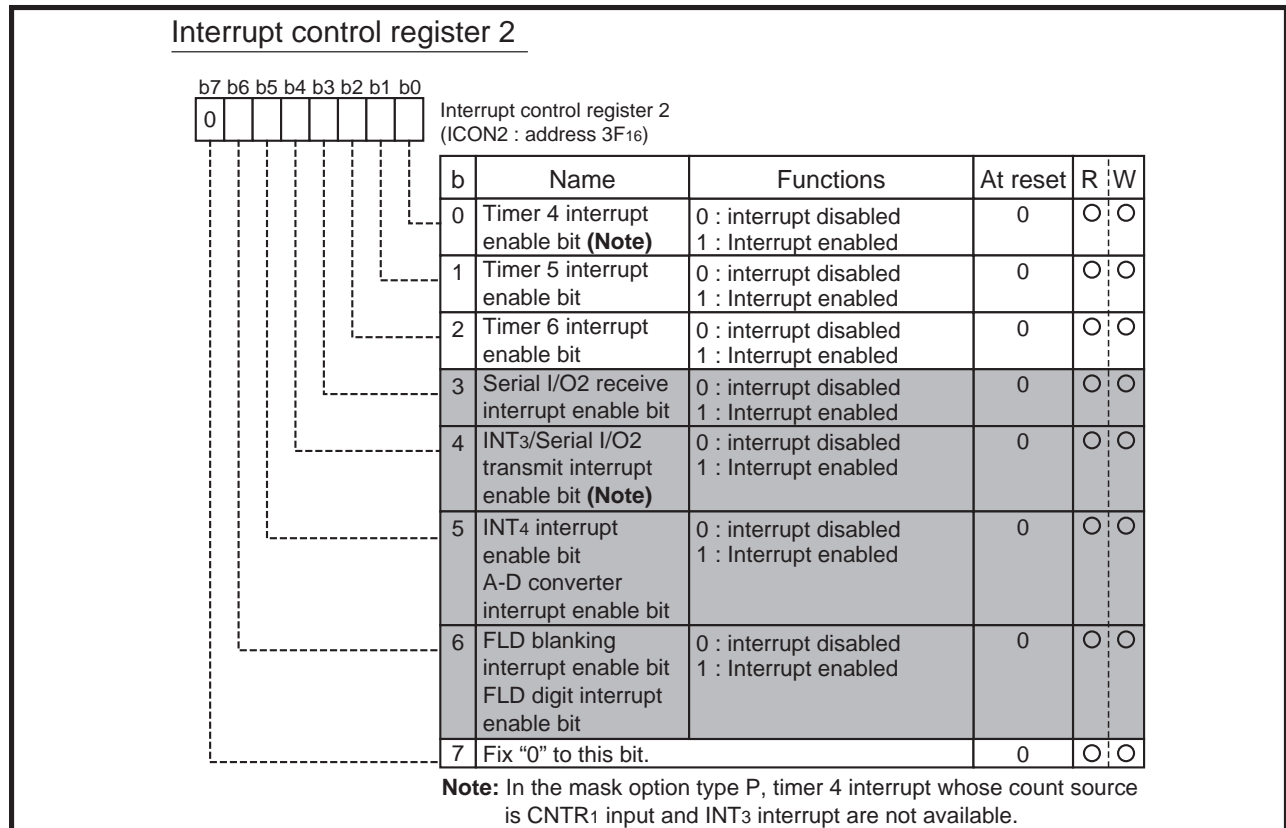 Interrupt control register 2
b7 b6 b5 b4 b3 b2 b1 b0
0
Interrupt control register 2
(ICON2 : address 3F16)
b Name Functions At reset R W
0 Timer 4 interrupt enable bit (Note) 0 : interrupt disabled 1 : Interrupt enabled 0 O O
1 Timer 5 interrupt enable bit 0 : interrupt disabled 1 : Interrupt enabled 0 O O
2 Timer 6 interrupt enable bit 0 : interrupt disabled 1 : Interrupt enabled 0 O O
3 Serial I/O2 receive interrupt enable bit 0 : interrupt disabled 1 : Interrupt enabled 0 O O
4 INT3/Serial I/O2 transmit interrupt enable bit (Note) 0 : interrupt disabled 1 : Interrupt enabled 0 O O
5 INT4 interrupt enable bit A-D converter interrupt enable bit 0 : interrupt disabled 1 : Interrupt enabled 0 O O
6 FLD blanking interrupt enable bit FLD digit interrupt enable bit 0 : interrupt disabled 1 : Interrupt enabled 0 O O
7 Fix “0” to this bit. 0 O O
Note: In the mask option type P, timer 4 interrupt whose count source
is CNTR1 input and INT3 interrupt are not available.